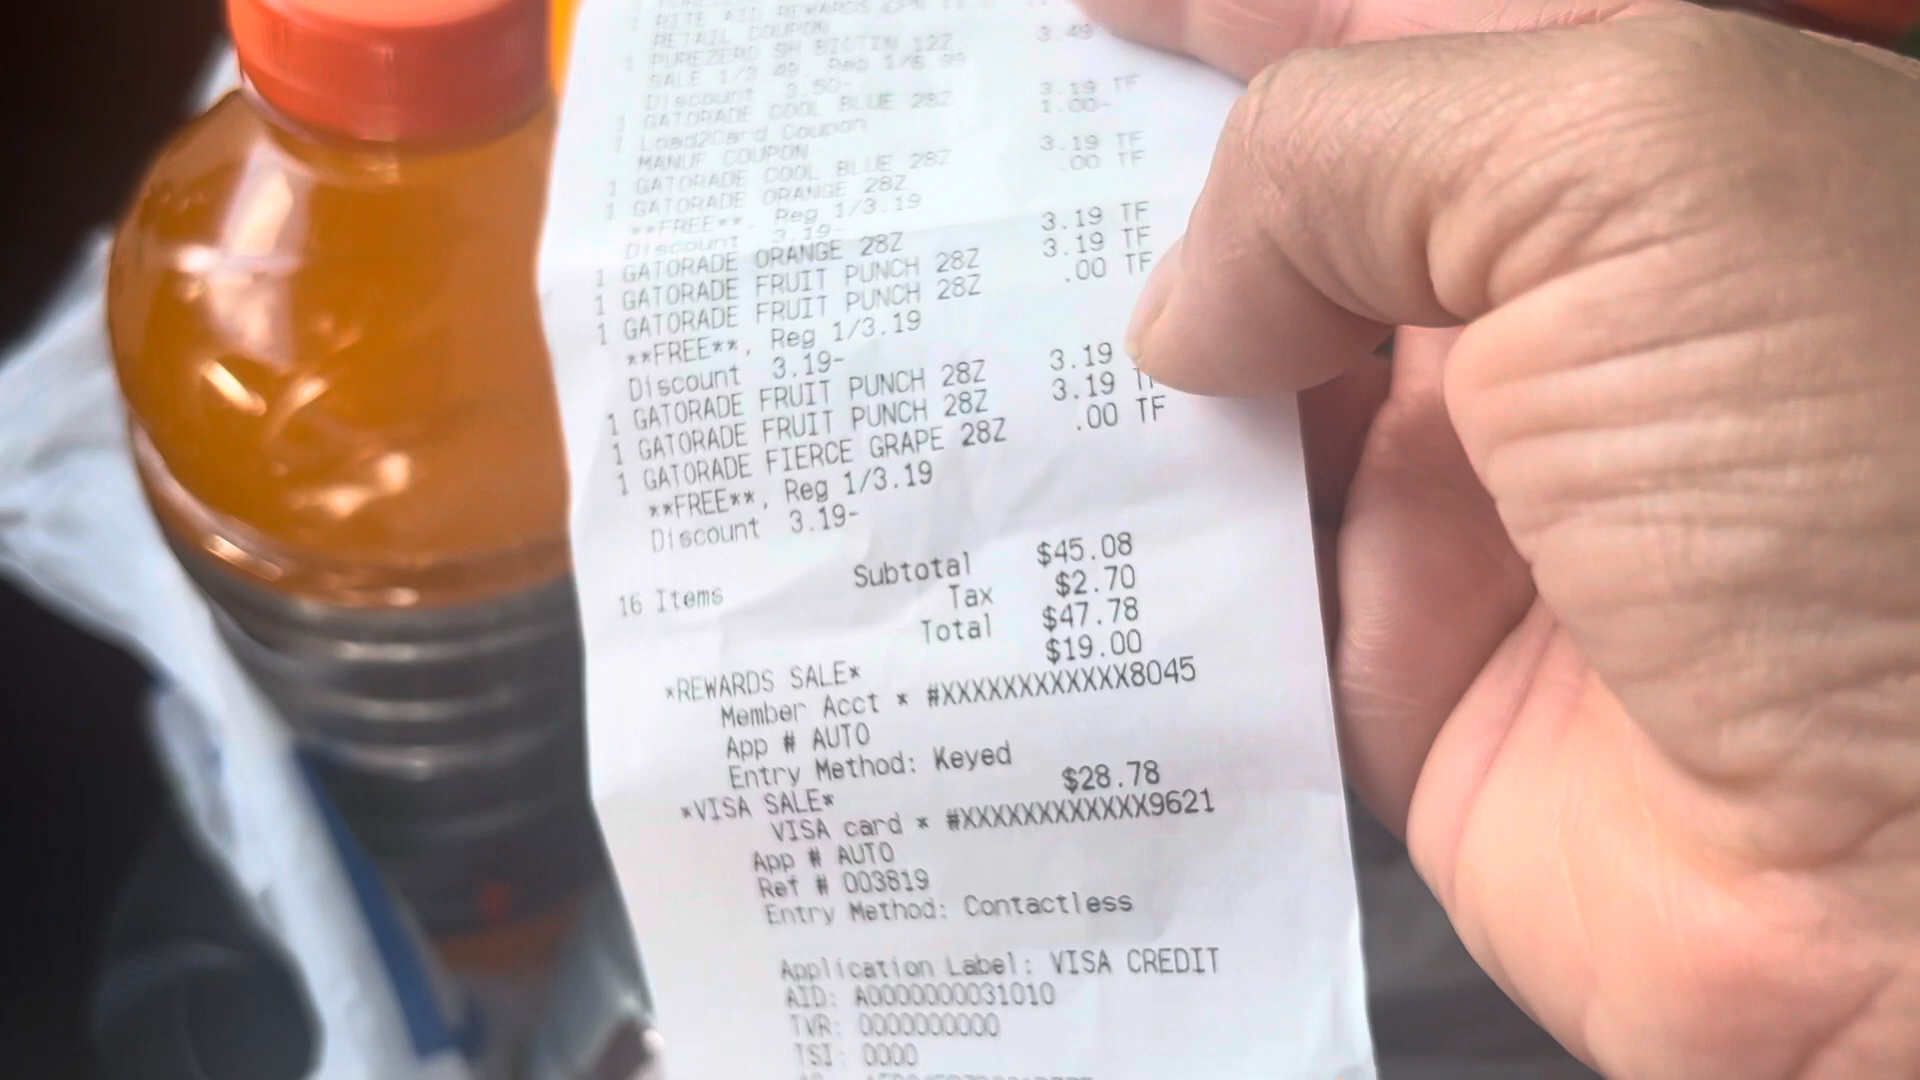 RITE AID REWARDS CPN 11
RETAIL COUPON
1 PUREZERO SH BIOTIN 12Z 3.49
SALE 1/3.49, Reg 1/6.99
Discount 3.50-
1 GATORADE COOL BLUE 28Z 3.19 TF
1 Load2Card Coupon 1.00-
MANUF COUPON
1 GATORADE COOL BLUE 28Z 3.19 TF
1 GATORADE ORANGE 28Z .00 TF
**FREE**, Reg 1/3.19
Discount 3.19-
1 GATORADE ORANGE 28Z 3.19 TF
1 GATORADE FRUIT PUNCH 28Z 3.19 TF
1 GATORADE FRUIT PUNCH 28Z .00 TF
**FREE**, Reg 1/3.19
Discount 3.19-
1 GATORADE FRUIT PUNCH 28Z 3.19
1 GATORADE FRUIT PUNCH 28Z 3.19 TF
1 GATORADE FIERCE GRAPE 28Z .00 TF
**FREE**, Reg 1/3.19
Discount 3.19-
Subtotal $45.08
16 Items Tax $2.70
Total $47.78
*REWARDS SALE* $19.00
Member Acct * #XXXXXXXXXXXX8045
App # AUTO
Entry Method: Keyed
*VISA SALE* $28.78
VISA card * #XXXXXXXXXXXX9621
App # AUTO
Ref # 003819
Entry Method: Contactless
Application Label: VISA CREDIT
AID: A0000000031010
TVR: 0000000000
TSI: 0000